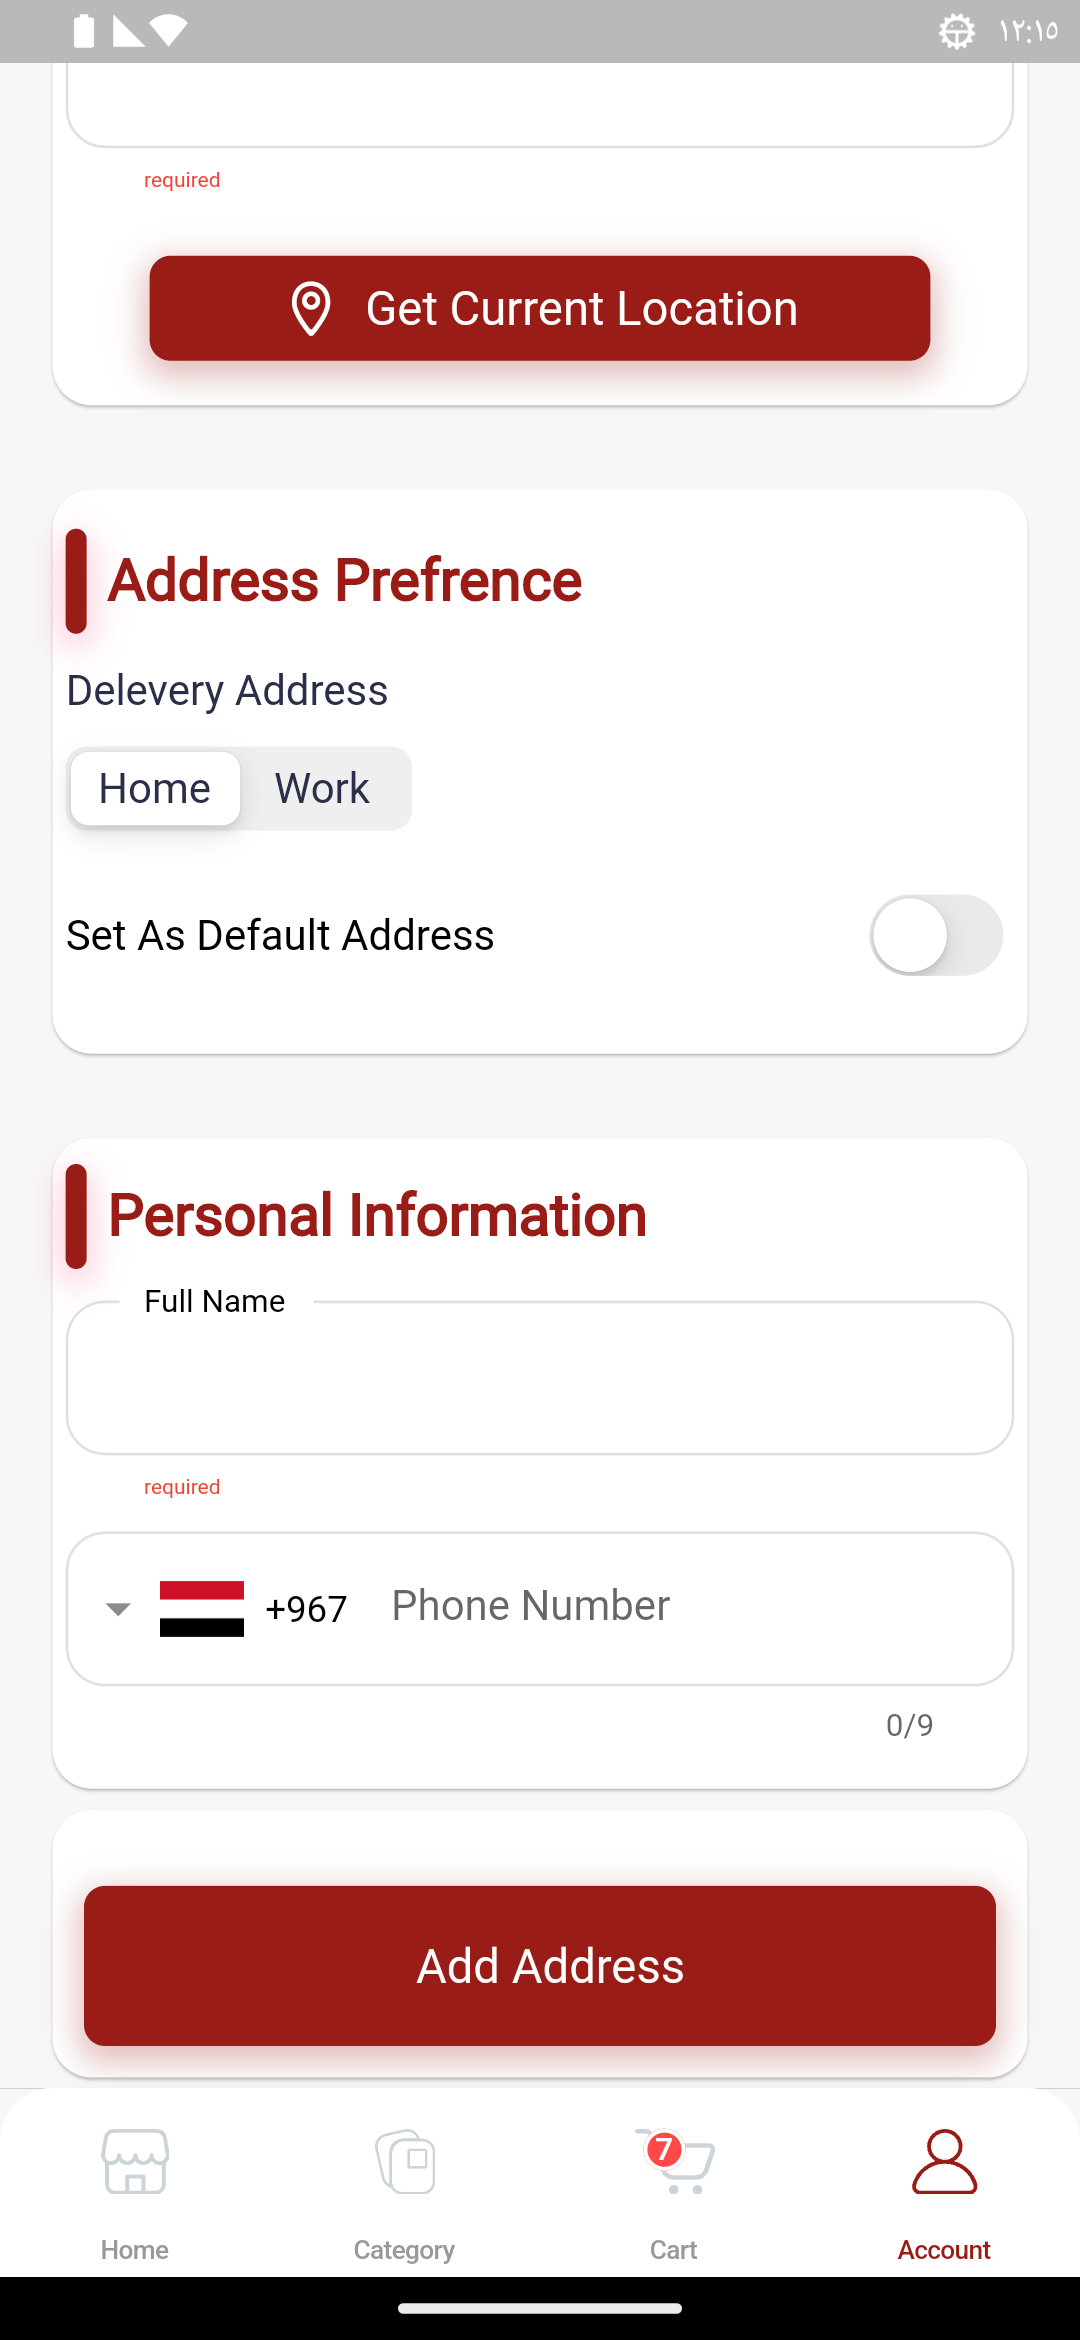 ١٢:١٥
required
Get Current Location
Address Prefrence
Delevery Address
Home Work
Set As Default Address
Personal Information
Full Name
required
+967 Phone Number
0/9
Add Address
7
Home Category Cart Account